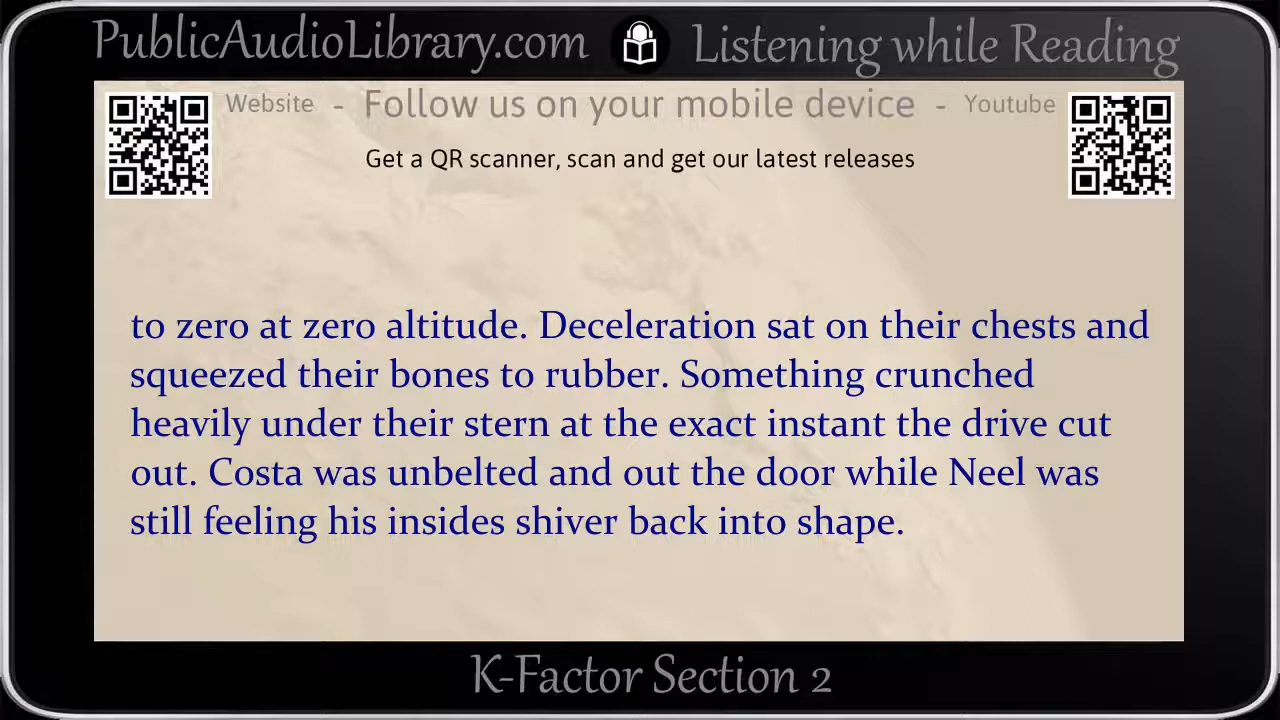 PublicAudioLibrary.com Listening while Reading
Website - Follow us on your mobile device - Youtube
Get a QR scanner, scan and get our latest releases
to zero at zero altitude. Deceleration sat on their chests and
squeezed their bones to rubber. Something crunched
heavily under their stern at the exact instant the drive cut
out. Costa was unbelted and out the door while Neel was
still feeling his insides shiver back into shape.
K-Factor Section 2